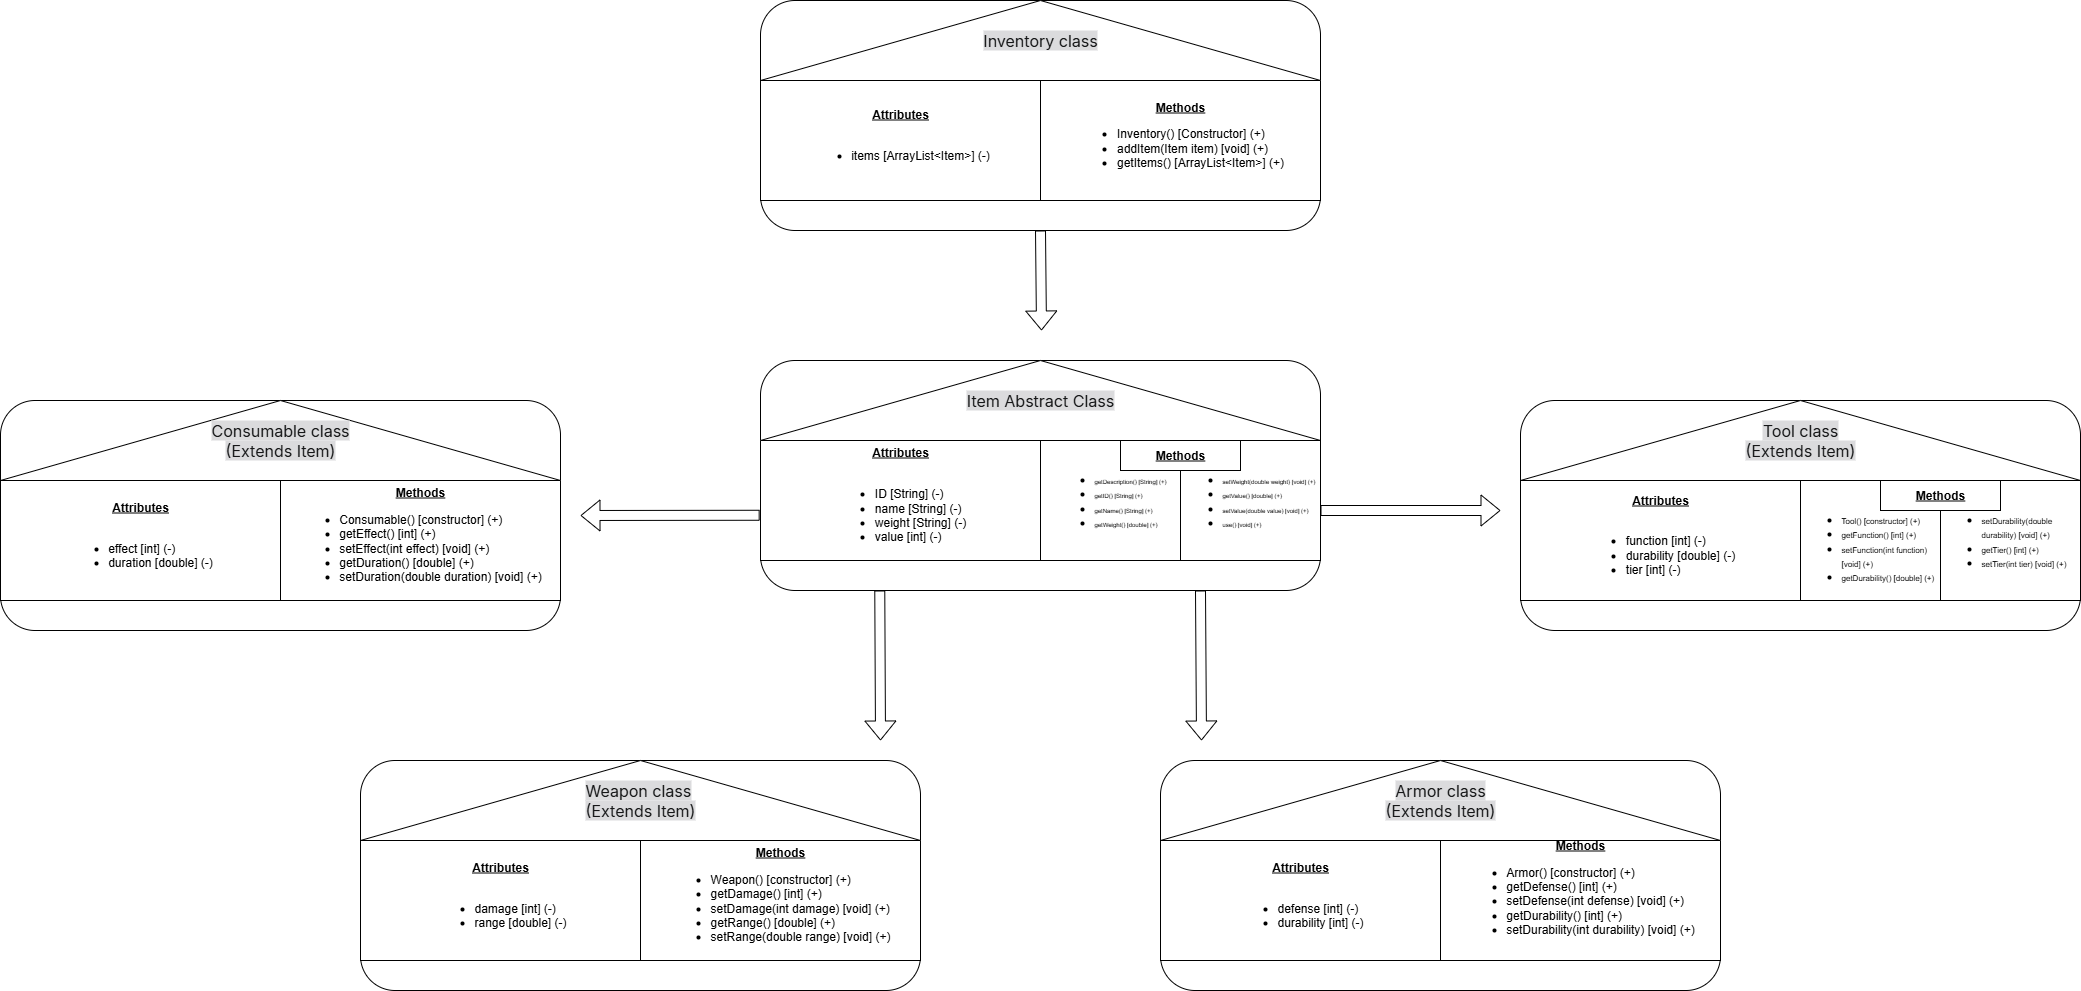 Inventory class
Attributes
items [ArrayList<Item>] (-)
Methods
Inventory() [Constructor] (+)
addItem(Item item) [void] (+)
getItems() [ArrayList<Item>] (+)
Consumable class
(Extends Item)
Attributes
effect [int] (-)
duration [double] (-)
Methods
Consumable() [constructor] (+)
getEffect() [int] (+)
setEffect(int effect) [void] (+)
getDuration() [double] (+)
setDuration(double duration) [void] (+)
Item Abstract Class
Attributes
ID [String] (-)
name [String] (-)
weight [String] (-)
value [int] (-)
Methods
getDescription() [String] (+)
getID() [String] (+)
getName() [String] (+)
getWeight() [double] (+)
setWeight(double weight) [void] (+)
getValue() [double] (+)
setValue(double value) [void] (+)
use() [void] (+)
Tool class
(Extends Item)
Attributes
function [int] (-)
durability [double] (-)
tier [int] (-)
Methods
Tool() [constructor] (+)
getFunction() [int] (+)
setFunction(int function)
[void] (+)
getDurability() [double] (+)
setDurability(double
durability) [void] (+)
getTier() [int] (+)
setTier(int tier) [void] (+)
Weapon class
(Extends Item)
Attributes
damage [int] (-)
range [double] (-)
Methods
Weapon() [constructor] (+)
getDamage() [int] (+)
setDamage(int damage) [void] (+)
getRange() [double] (+)
setRange(double range) [void] (+)
Armor class
(Extends Item)
Attributes
defense [int] (-)
durability [int] (-)
Methods
Armor() [constructor] (+)
getDefense() [int] (+)
setDefense(int defense) [void] (+)
getDurability() [int] (+)
setDurability(int durability) [void] (+)